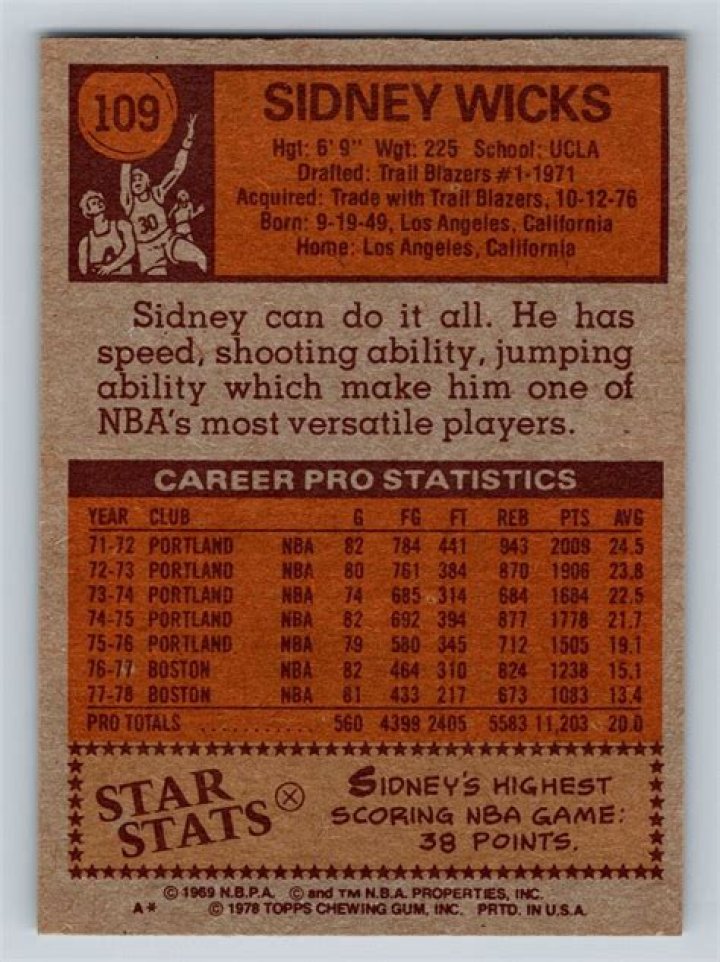 109
30
SIDNEY WICKS
Hgt: 6' 9" Wgt: 225 School: UCLA
Drafted: Trail Blazers #1-1971
Acquired: Trade with Trail Blazers, 10-12-76
Born: 9-19-49, Los Angeles, California
Home: Los Angeles, California
Sidney can do it all. He has
speed, shooting ability, jumping
ability which make him one of
NBA's most versatile players.
CAREER PRO STATISTICS
YEAR CLUB G FG FT REB PTS AVG
71-72 PORTLAND NBA 82 784 441 943 2009 24.5
72-73 PORTLAND NBA 80 761 384 870 1906 23.8
73-74 PORTLAND NBA 74 685 314 684 1684 22.5
74-75 PORTLAND NBA 82 692 394 877 1778 21.7
75-76 PORTLAND NBA 79 580 345 712 1505 19.1
76-77 BOSTON NBA 82 464 310 824 1238 15.1
77-78 BOSTON NBA 81 433 217 673 1083 13.4
PRO TOTALS .......... 560 4399 2405 5583 11,203 20.0
STAR
STATS
SIDNEY'S HIGHEST
SCORING NBA GAME:
38 POINTS.
© 1969 N.B.P.A. © and TM N.B.A. PROPERTIES, INC.
A* © 1978 TOPPS CHEWING GUM, INC. PRTD. IN U.S.A.